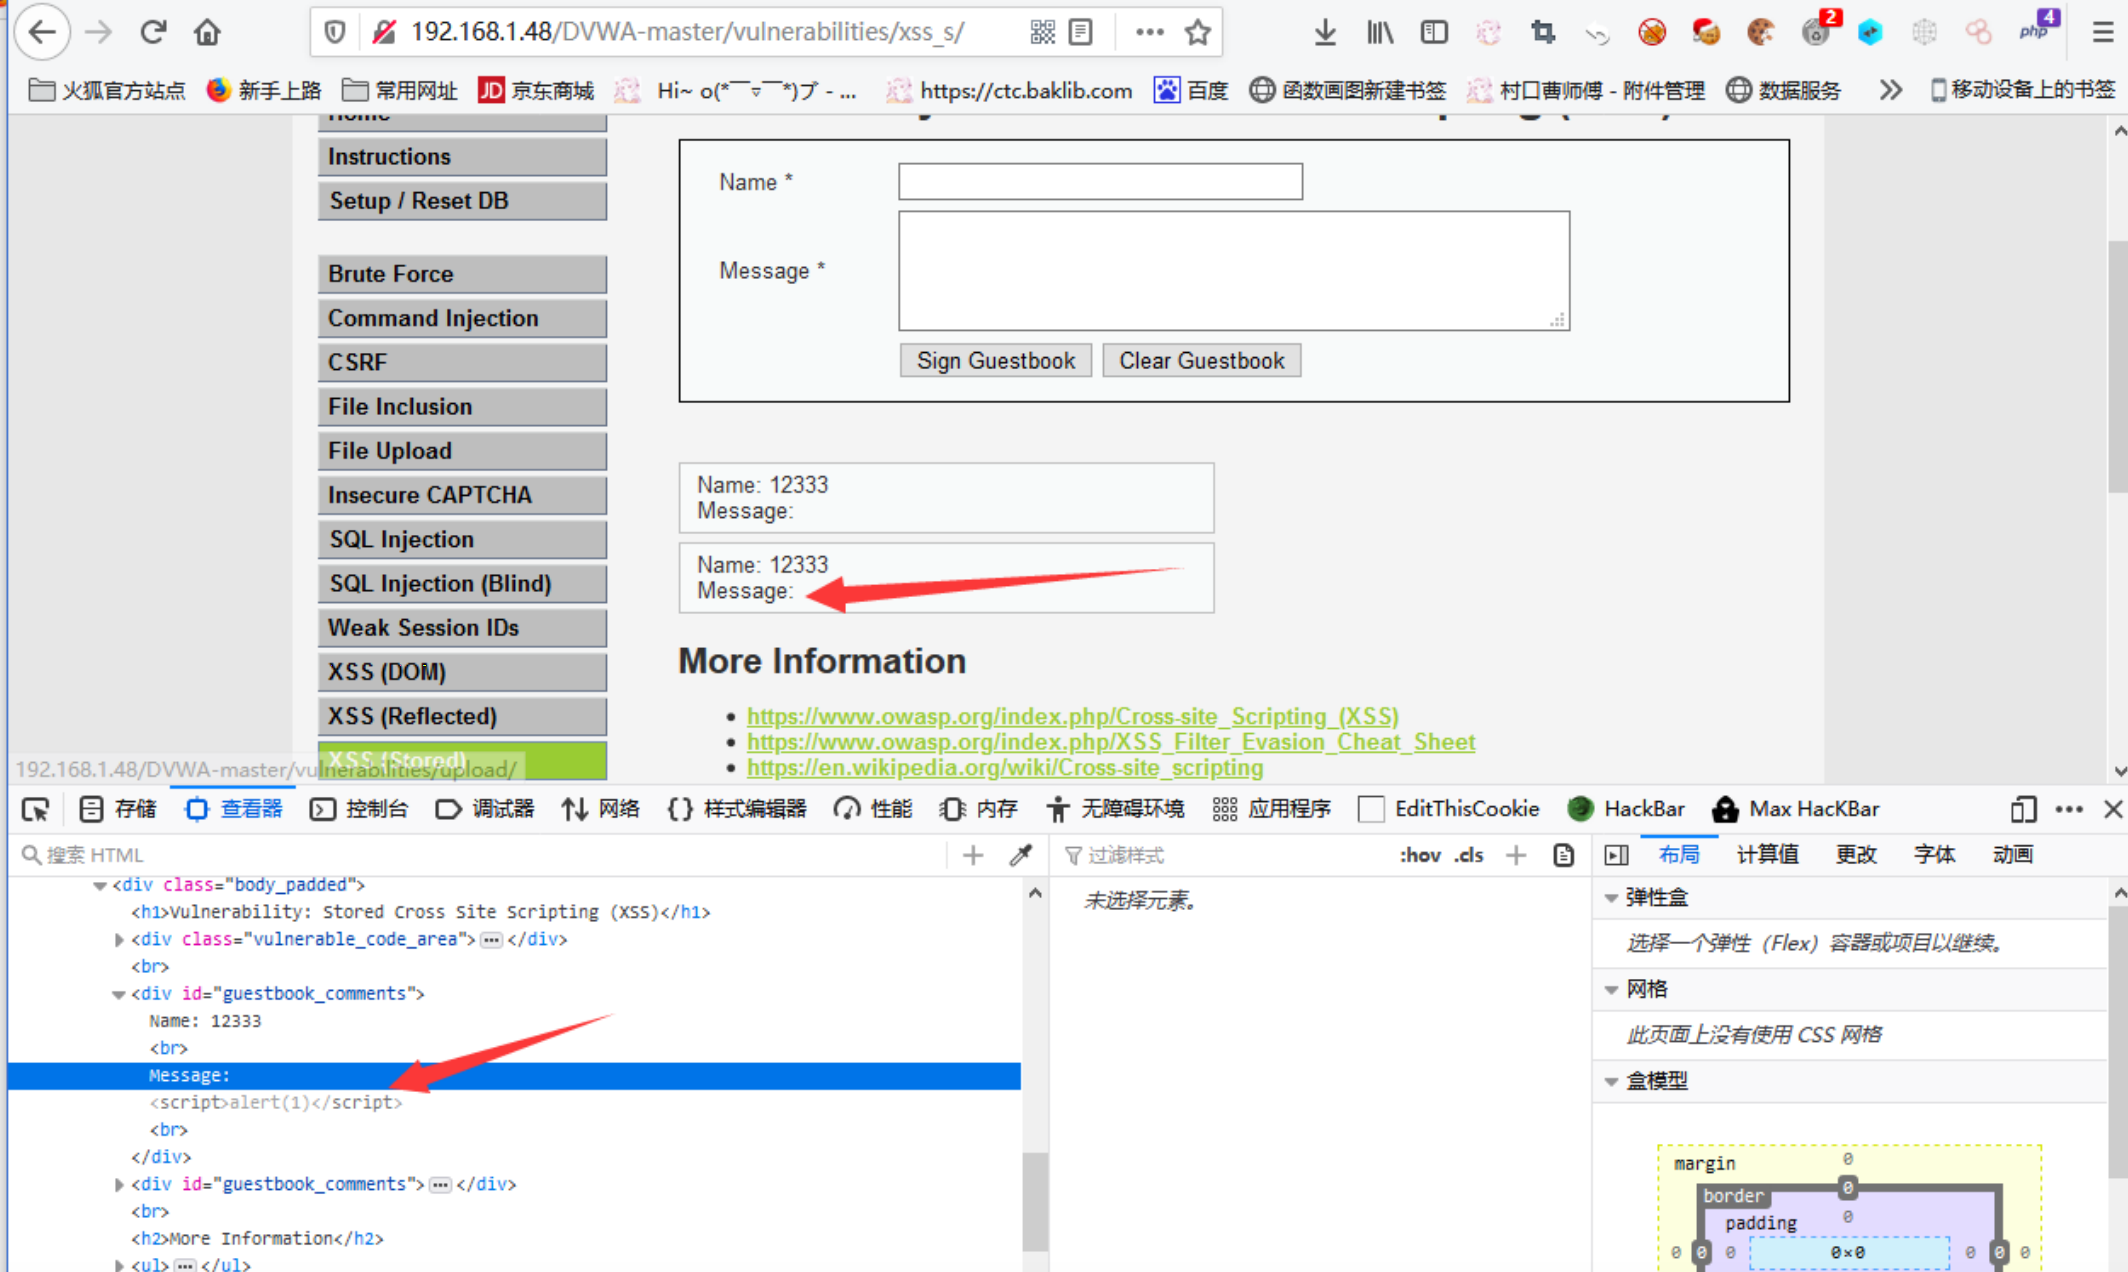 192.168.1.48/DVWA-master/vulnerabilities/xss_s/
2
php
4
火狐官方站点
新手上路
常用网址
JD 京东商城
Hi~ o(*￣▽￣*)ブ - ...
https://ctc.baklib.com
百度
函数画图新建书签
村口曹师傅 - 附件管理
数据服务
移动设备上的书签
Home
Instructions
Setup / Reset DB
Brute Force
Command Injection
CSRF
File Inclusion
File Upload
Insecure CAPTCHA
SQL Injection
SQL Injection (Blind)
Weak Session IDs
XSS (DOM)
XSS (Reflected)
XSS (Stored)
Name *
Message *
Sign Guestbook
Clear Guestbook
Name: 12333
Message:
Name: 12333
Message:
More Information
• https://www.owasp.org/index.php/Cross-site_Scripting_(XSS)
• https://www.owasp.org/index.php/XSS_Filter_Evasion_Cheat_Sheet
• https://en.wikipedia.org/wiki/Cross-site_scripting
192.168.1.48/DVWA-master/vulnerabilities/upload/
存储
查看器
控制台
调试器
网络
样式编辑器
性能
内存
无障碍环境
应用程序
EditThisCookie
HackBar
Max HacKBar
搜索 HTML
过滤样式
:hov .cls
布局
计算值
更改
字体
动画
<div class="body_padded">
<h1>Vulnerability: Stored Cross Site Scripting (XSS)</h1>
<div class="vulnerable_code_area">...</div>
<br>
<div id="guestbook_comments">
Name: 12333
<br>
Message:
<script>alert(1)</script>
<br>
</div>
<div id="guestbook_comments">...</div>
<br>
<h2>More Information</h2>
<ul>...</ul>
未选择元素。
弹性盒
选择一个弹性（Flex）容器或项目以继续。
网格
此页面上没有使用 CSS 网格
盒模型
margin
0
border
0
padding
0
0 0 0 0×0 0 0 0